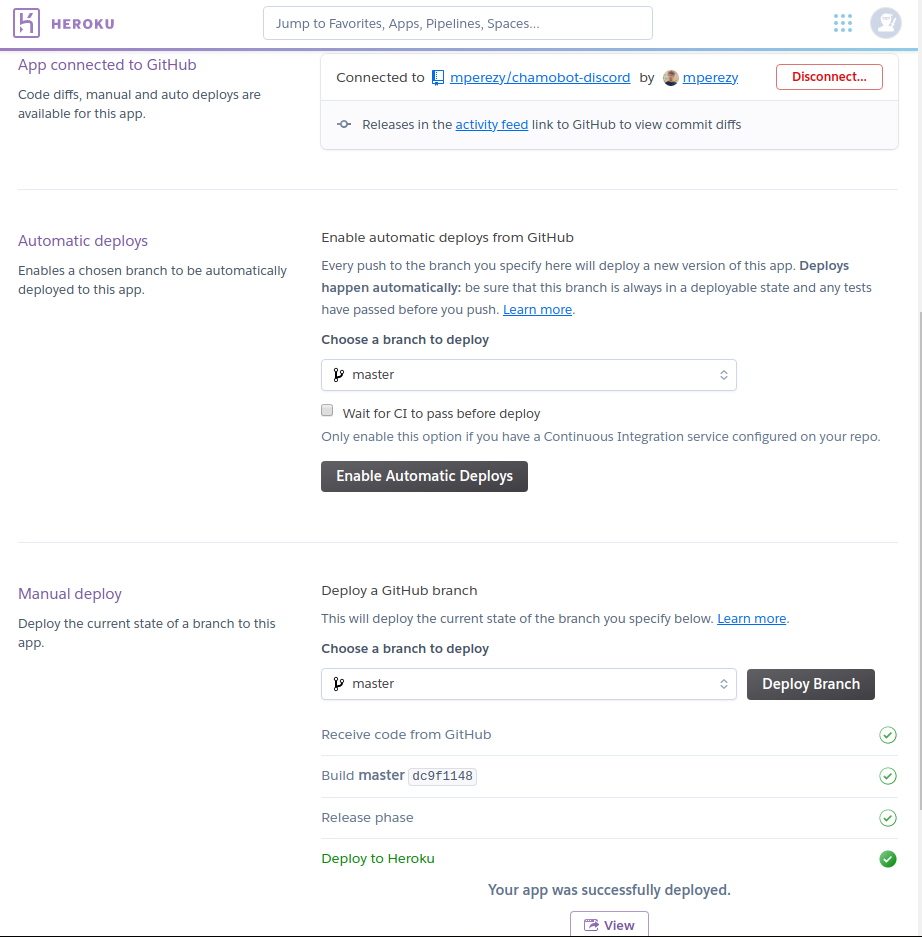 HEROKU
Jump to Favorites, Apps, Pipelines, Spaces...
App connected to GitHub
Code diffs, manual and auto deploys are
available for this app.
Connected to mperezy/chamobot-discord by mperezy
Disconnect...
Releases in the activity feed link to GitHub to view commit diffs
Automatic deploys
Enables a chosen branch to be automatically
deployed to this app.
Enable automatic deploys from GitHub
Every push to the branch you specify here will deploy a new version of this app. Deploys
happen automatically: be sure that this branch is always in a deployable state and any tests
have passed before you push. Learn more.
Choose a branch to deploy
master
Wait for CI to pass before deploy
Only enable this option if you have a Continuous Integration service configured on your repo.
Enable Automatic Deploys
Manual deploy
Deploy the current state of a branch to this
app.
Deploy a GitHub branch
This will deploy the current state of the branch you specify below. Learn more.
Choose a branch to deploy
master
Deploy Branch
Receive code from GitHub
Build master dc9f1148
Release phase
Deploy to Heroku
Your app was successfully deployed.
View